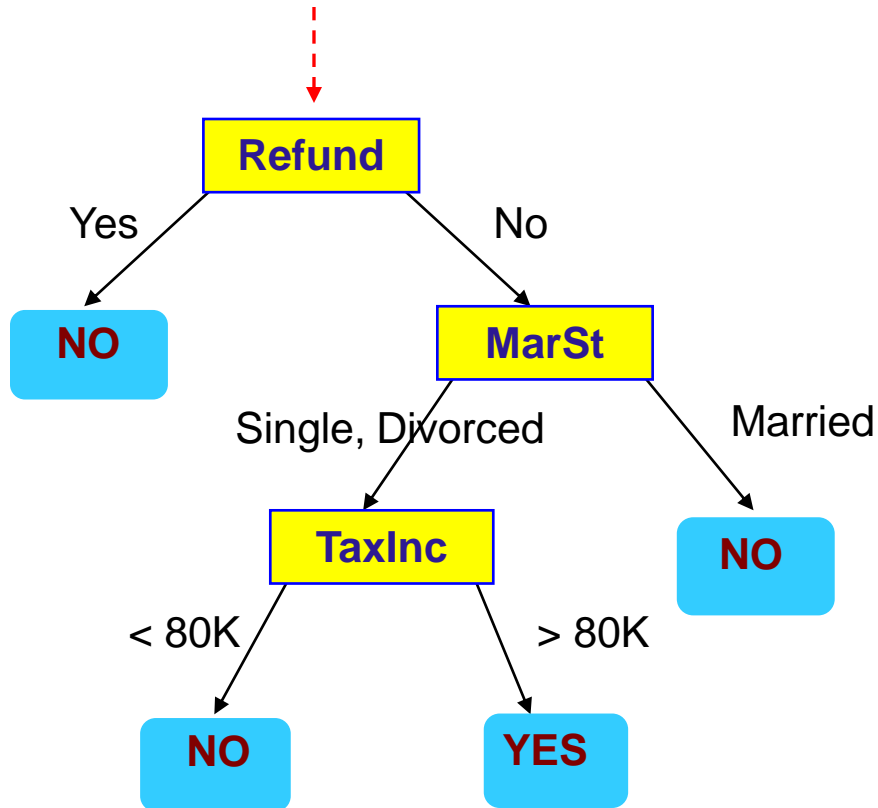 Refund
Yes
No
NO
MarSt
Single, Divorced
Married
TaxInc
NO
< 80K
> 80K
NO
YES